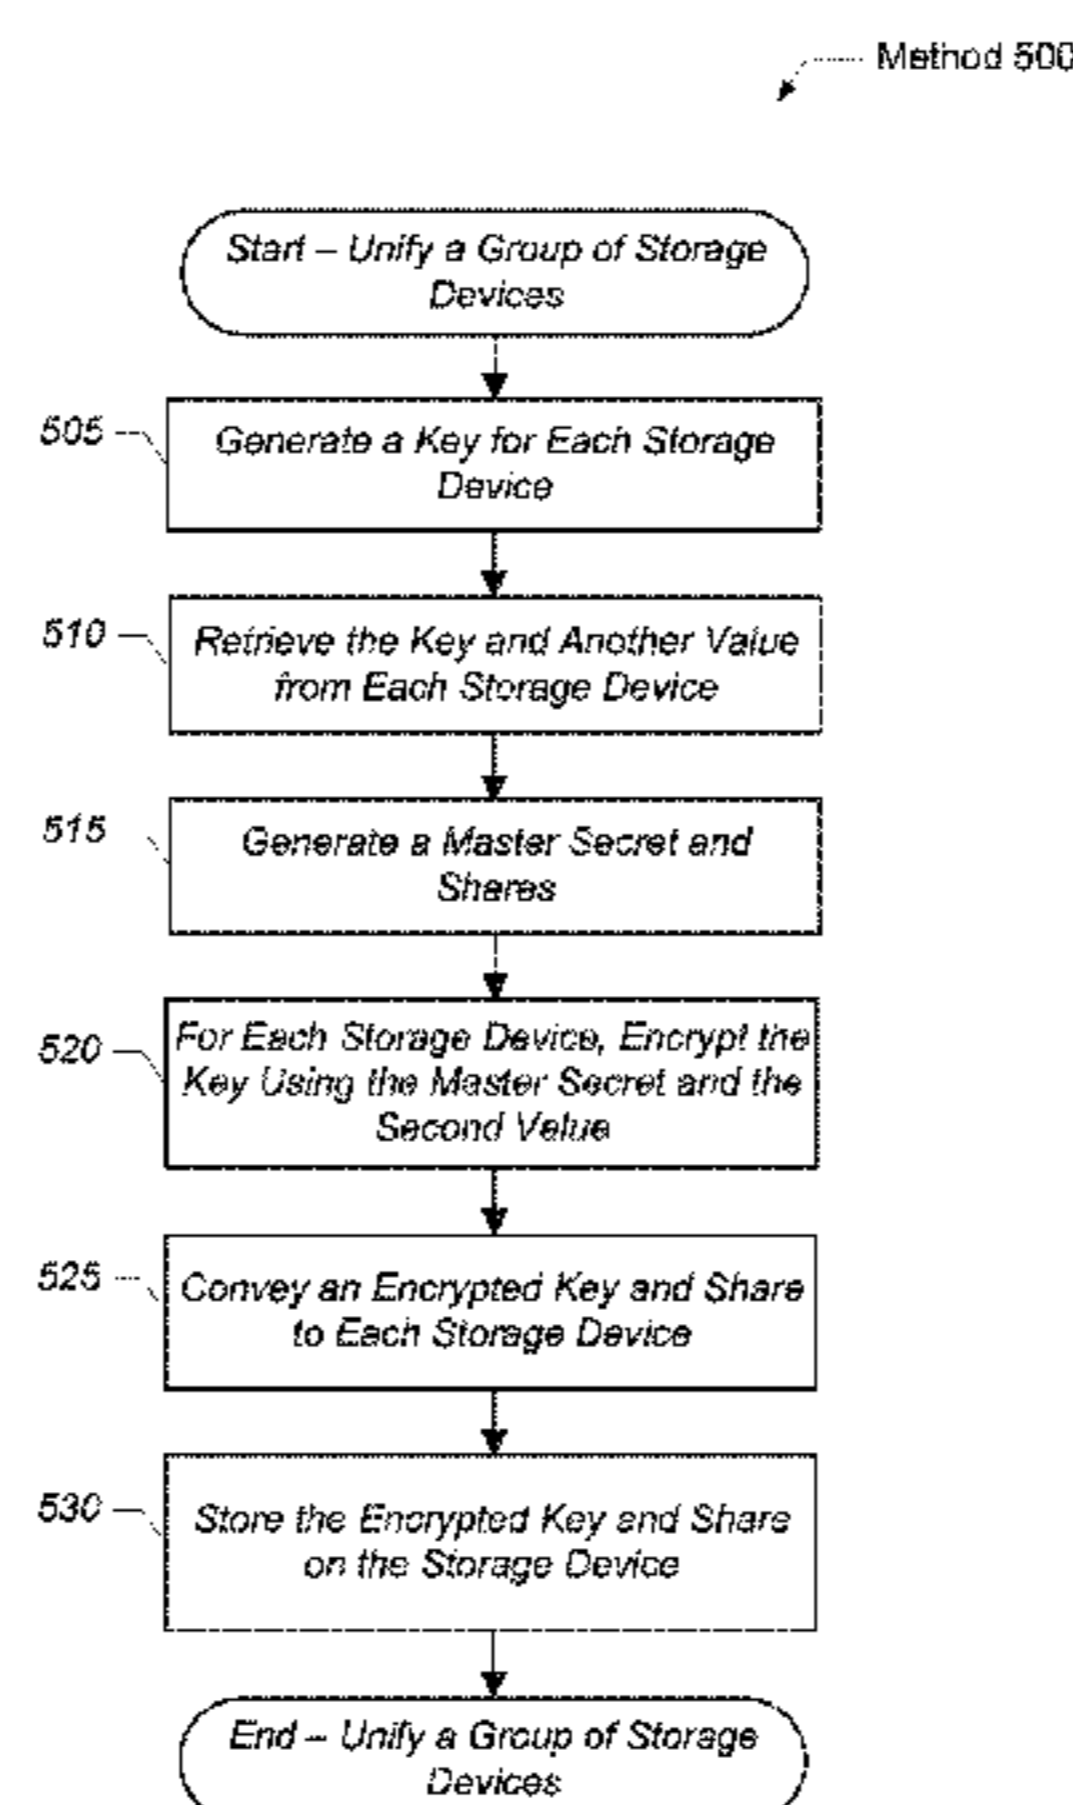 Method 500
Start – Unify a Group of Storage
Devices
505
Generate a Key for Each Storage
Device
510
Retrieve the Key and Another Value
from Each Storage Device
515
Generate a Master Secret and
Shares
520
For Each Storage Device, Encrypt the
Key Using the Master Secret and the
Second Value
525
Convey an Encrypted Key and Share
to Each Storage Device
530
Store the Encrypted Key and Share
on the Storage Device
End – Unify a Group of Storage
Devices